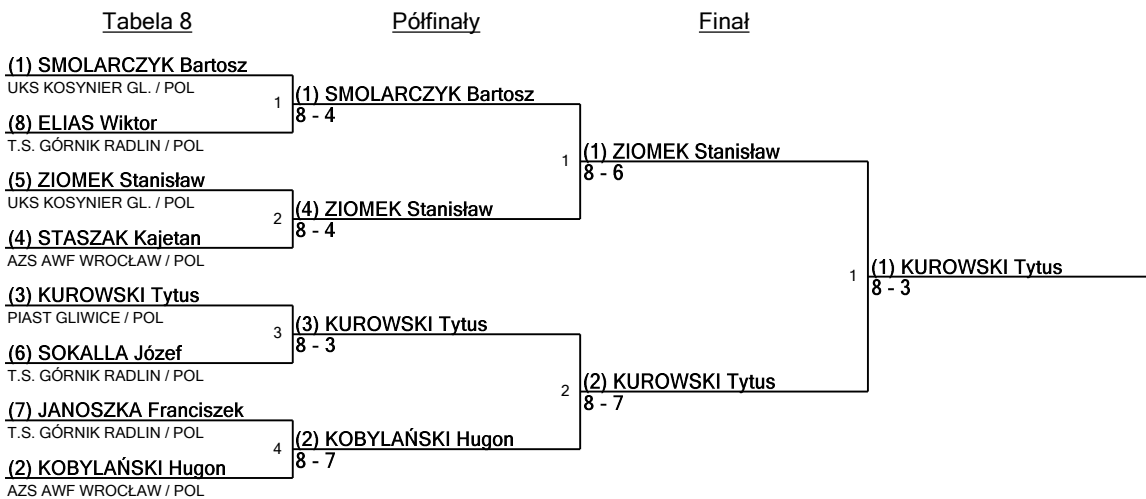 Tabela 8
Półfinały
Finał
(1) SMOLARCZYK Bartosz
UKS KOSYNIER GL. / POL
1
(8) ELIAS Wiktor
T.S. GÓRNIK RADLIN / POL
(5) ZIOMEK Stanisław
UKS KOSYNIER GL. / POL
2
(4) STASZAK Kajetan
AZS AWF WROCŁAW / POL
(3) KUROWSKI Tytus
PIAST GLIWICE / POL
3
(6) SOKALLA Józef
T.S. GÓRNIK RADLIN / POL
(7) JANOSZKA Franciszek
T.S. GÓRNIK RADLIN / POL
4
(2) KOBYLAŃSKI Hugon
AZS AWF WROCŁAW / POL
(1) SMOLARCZYK Bartosz
8 - 4
1
(4) ZIOMEK Stanisław
8 - 4
(3) KUROWSKI Tytus
8 - 3
2
(2) KOBYLAŃSKI Hugon
8 - 7
(1) ZIOMEK Stanisław
8 - 6
1
(2) KUROWSKI Tytus
8 - 7
(1) KUROWSKI Tytus
8 - 3